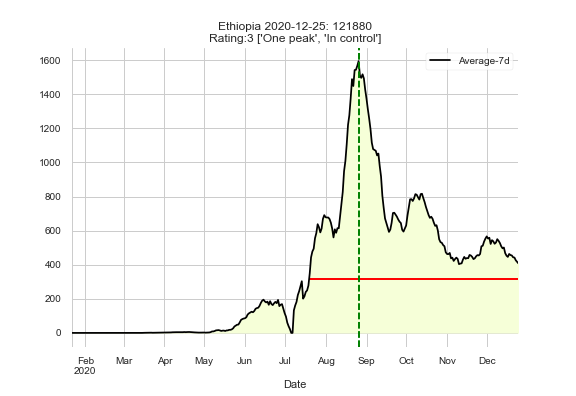 Ethiopia 2020-12-25: 121880
Rating:3 ['One peak', 'In control']
Average-7d
1600
1400
1200
1000
800
600
400
200
0
Feb Mar Apr May Jun Jul Aug Sep Oct Nov Dec
2020
Date